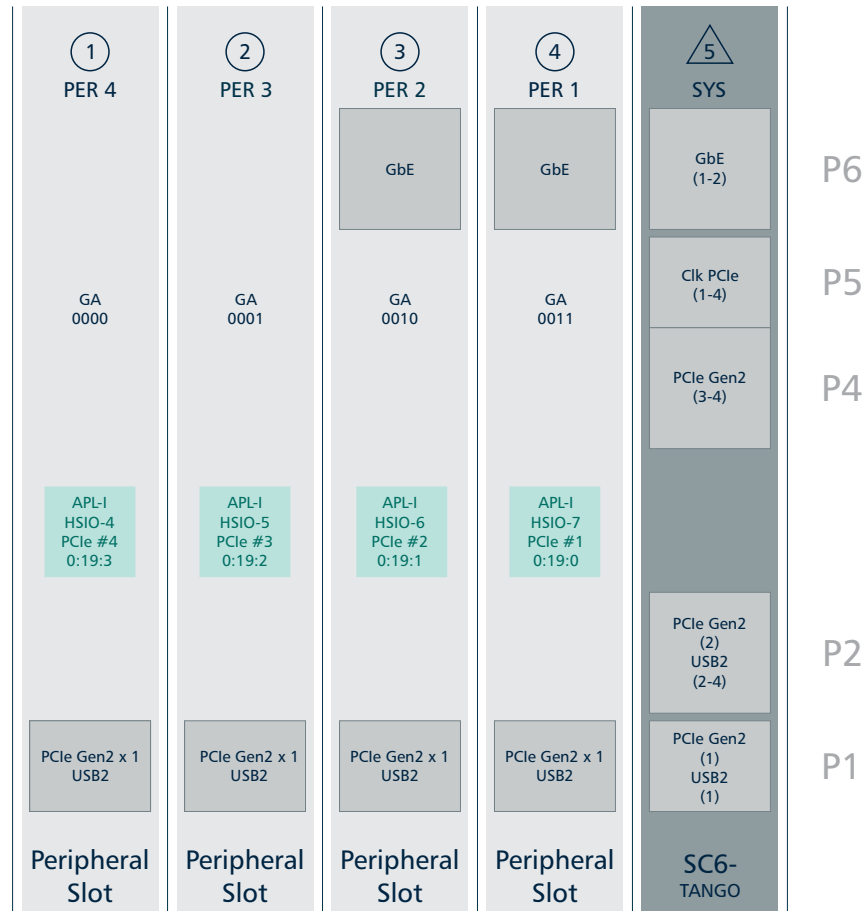 1
PER 4
GA
0000
APL-I
HSIO-4
PCIe #4
0:19:3
PCIe Gen2 x 1
USB2
Peripheral
Slot
2
PER 3
GA
0001
APL-I
HSIO-5
PCIe #3
0:19:2
PCIe Gen2 x 1
USB2
Peripheral
Slot
3
PER 2
GbE
GA
0010
APL-I
HSIO-6
PCIe #2
0:19:1
PCIe Gen2 x 1
USB2
Peripheral
Slot
4
PER 1
GbE
GA
0011
APL-I
HSIO-7
PCIe #1
0:19:0
PCIe Gen2 x 1
USB2
Peripheral
Slot
5
SYS
GbE
(1-2)
Clk PCIe
(1-4)
PCIe Gen2
(3-4)
PCIe Gen2
(2)
USB2
(2-4)
PCIe Gen2
(1)
USB2
(1)
SC6-
TANGO
P6
P5
P4
P2
P1